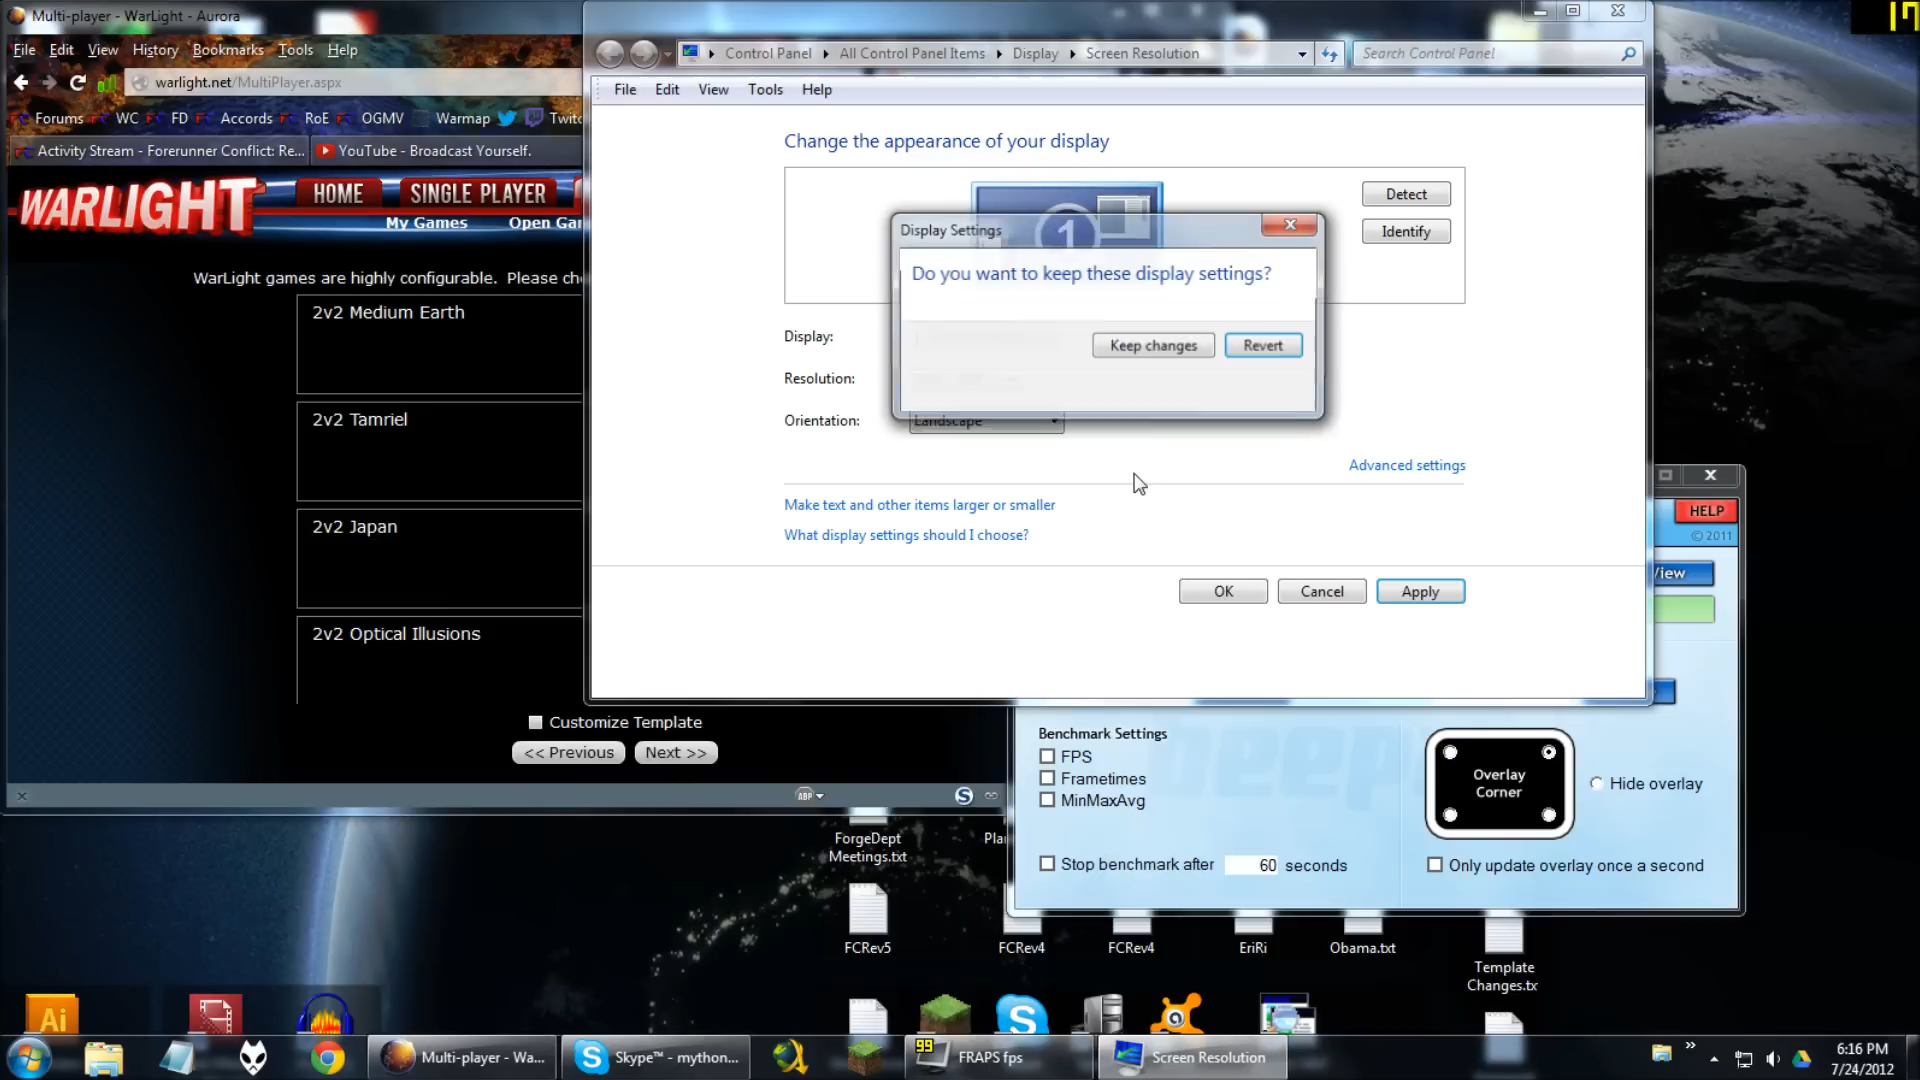 Multi-player - WarLight - Aurora
File Edit View History Bookmarks Tools Help
warlight.net/MultiPlayer.aspx
Forums WC FD Accords RoE OGMV Warmap
Activity Stream - Forerunner Conflict: Re...
YouTube - Broadcast Yourself.
WARLIGHT
HOME SINGLE PLAYER
My Games
WarLight games are highly configurable. Please
2v2 Medium Earth
2v2 Tamriel
2v2 Japan
2v2 Optical Illusions
Customize Template
<< Previous Next >>
ABP
Control Panel All Control Panel Items Display Screen Resolution
Search Control Panel
File Edit View Tools Help
Change the appearance of your display
1
Detect
Identify
Display Settings
Do you want to keep these display settings?
Keep changes Revert
Display:
Resolution:
Orientation: Landscape
Advanced settings
Make text and other items larger or smaller
What display settings should I choose?
OK Cancel Apply
17
HELP
© 2011
View
Benchmark Settings
FPS
Frametimes
MinMaxAvg
Stop benchmark after 60 seconds
Overlay
Corner
Hide overlay
Only update overlay once a second
ForgeDept
Meetings.txt
FCRev5
FCRev4
FCRev4
EriRi
Obama.txt
Template
Changes.tx
Ai
Multi-player - Wa...
Skype™ - mython...
99
FRAPS fps
Screen Resolution
6:16 PM
7/24/2012